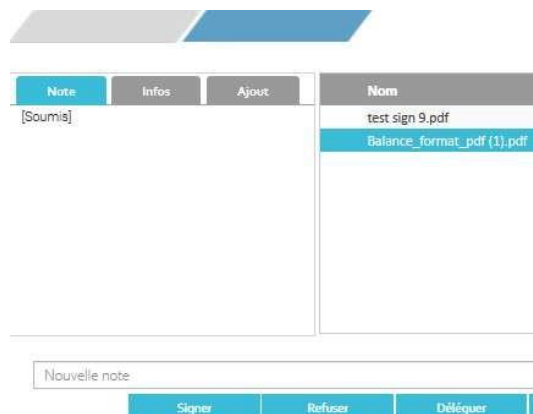 Note Infos Ajout
[Soumis]
Nom
test sign 9.pdf
Balance_format_pdf (1).pdf
Nouvelle note
Signer Refuser Déléguer